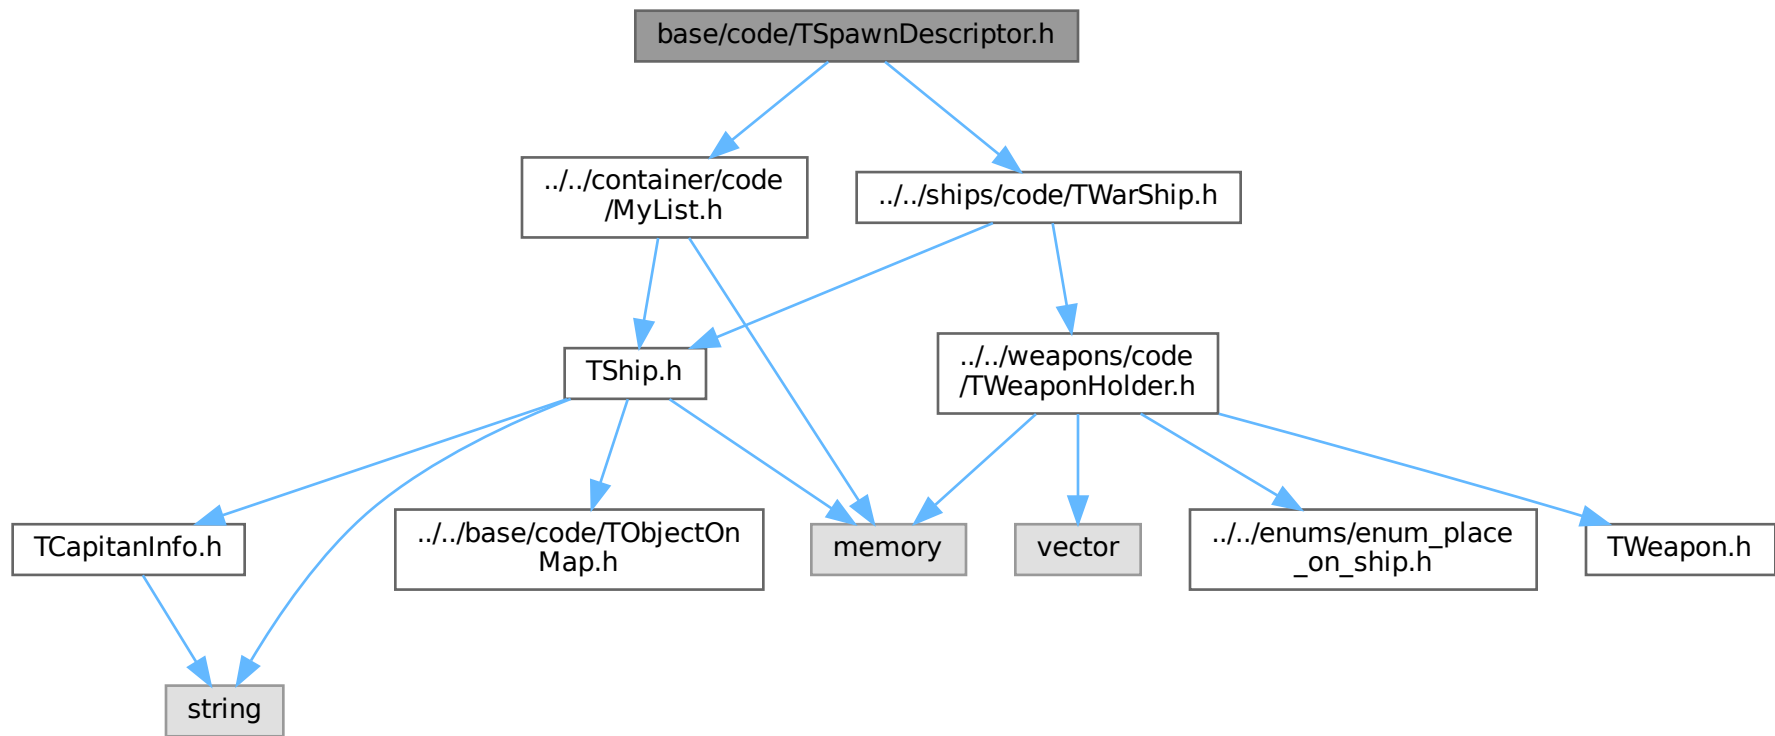 base/code/TSpawnDescriptor.h
../../container/code
/MyList.h
../../ships/code/TWarShip.h
TShip.h
../../weapons/code
/TWeaponHolder.h
TCapitanInfo.h
../../base/code/TObjectOn
Map.h
memory
vector
../../enums/enum_place
_on_ship.h
TWeapon.h
string